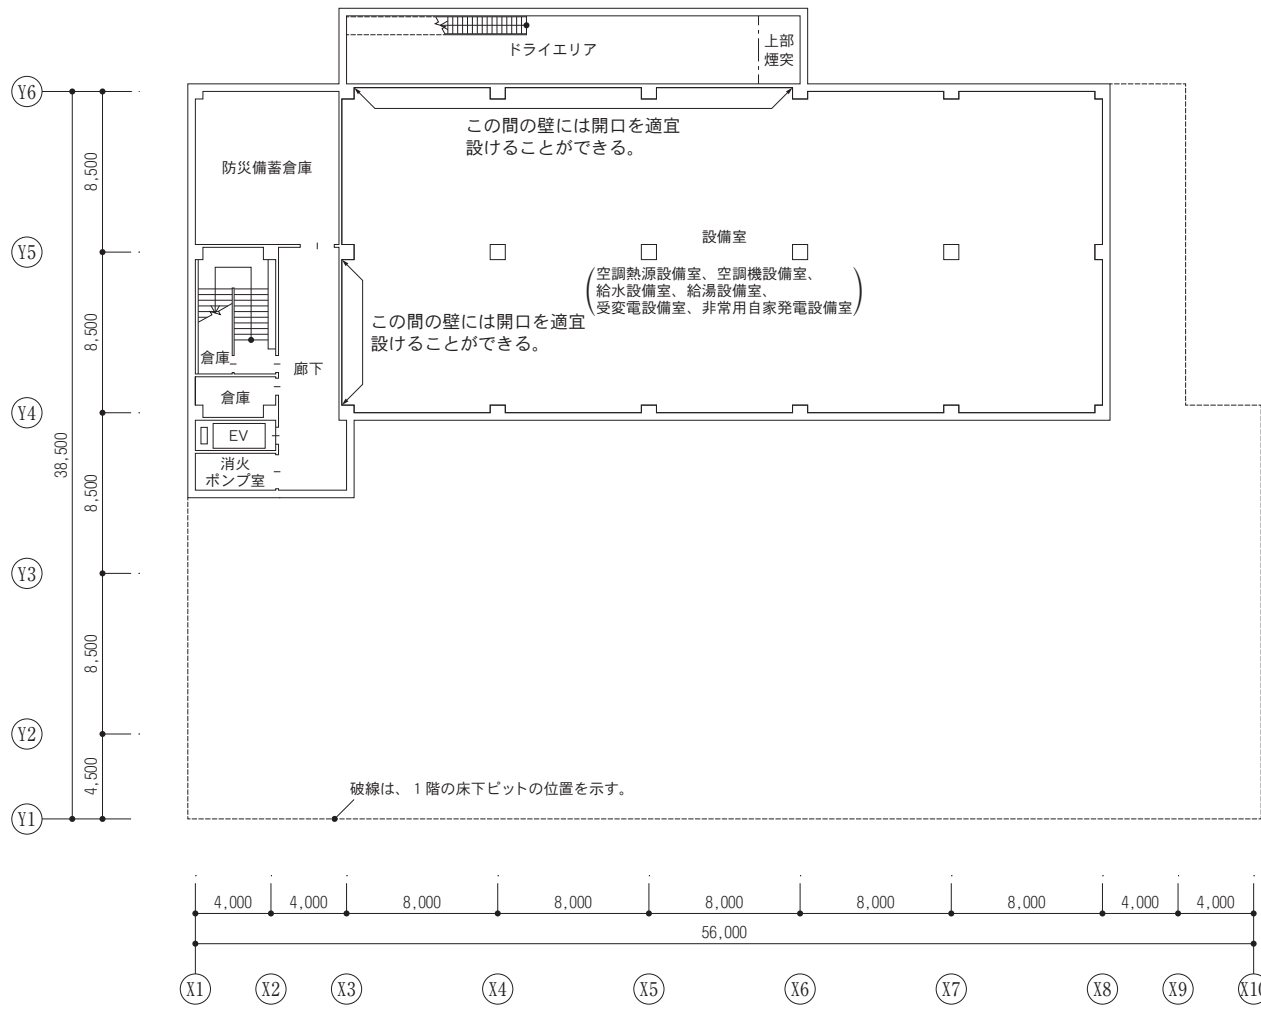 ドライエリア
上部
煙突
Y6
この間の壁には開口を適宜
設けることができる。
8,500
防災備蓄倉庫
設備室
Y5
空調熱源設備室、空調機設備室、
給水設備室、給湯設備室、
受変電設備室、非常用自家発電設備室
この間の壁には開口を適宜
設けることができる。
8,500
倉庫
廊下
倉庫
Y4
EV
38,500
消火
ポンプ室
8,500
Y3
8,500
Y2
4,500
破線は、1階の床下ピットの位置を示す。
Y1
4,000 4,000 8,000 8,000 8,000 8,000 8,000 4,000 4,000
56,000
X1 X2 X3 X4 X5 X6 X7 X8 X9 X10